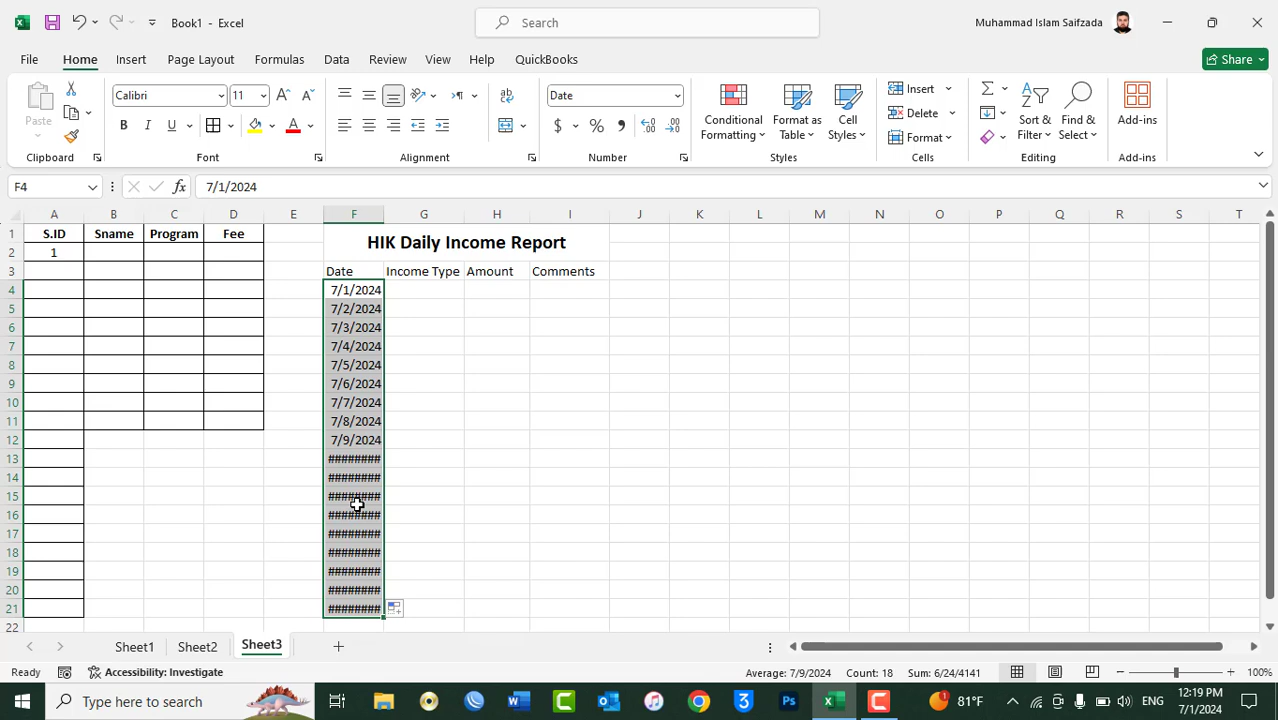 Book1 - Excel
Search
Muhammad Islam Saifzada
File Home Insert Page Layout Formulas Data Review View Help QuickBooks
Share
Paste
Calibri
11
B I U
A A
ab
Date
$ % 9
Conditional Formatting
Format as Table
Cell Styles
Insert
Delete
Format
Sort & Filter
Find & Select
Add-ins
Clipboard Font Alignment Number Styles Cells Editing Add-ins
F4
fx
7/1/2024
A B C D E F G H I J K L M N O P Q R S T
1 S.ID Sname Program Fee HIK Daily Income Report
2 1
3 Date Income Type Amount Comments
4 7/1/2024
5 7/2/2024
6 7/3/2024
7 7/4/2024
8 7/5/2024
9 7/6/2024
10 7/7/2024
11 7/8/2024
12 7/9/2024
13 ########
14 ########
15 ########
16 ########
17 ########
18 ########
19 ########
20 ########
21 ########
22
Sheet1 Sheet2 Sheet3
Ready Accessibility: Investigate Average: 7/9/2024 Count: 18 Sum: 6/24/4141 100%
Type here to search
81°F
ENG
12:19 PM
7/1/2024